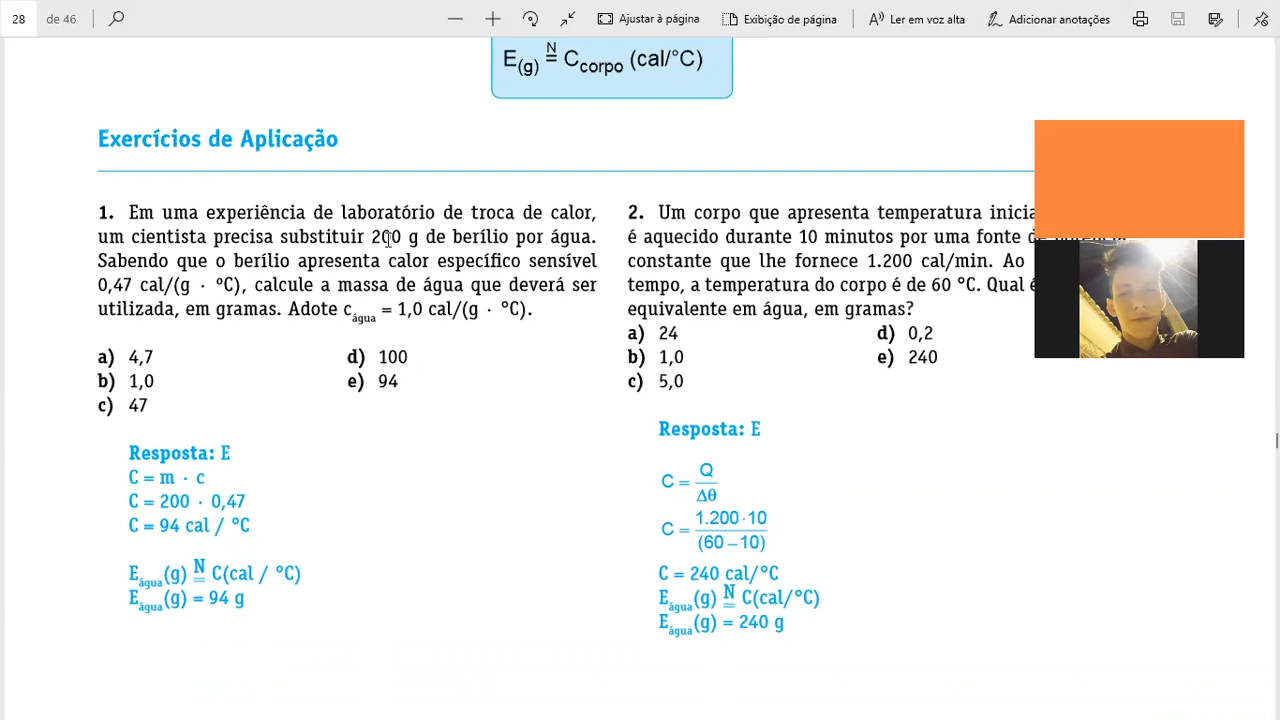 28 de 46 Ajustar à página Exibição de página Ler em voz alta Adicionar anotações
E(g) N= Ccorpo (cal/°C)
Exercícios de Aplicação
1. Em uma experiência de laboratório de troca de calor,
um cientista precisa substituir 200 g de berílio por água.
Sabendo que o berílio apresenta calor específico sensível
0,47 cal/(g · ºC), calcule a massa de água que deverá ser
utilizada, em gramas. Adote cágua = 1,0 cal/(g · °C).
a) 4,7
b) 1,0
c) 47
d) 100
e) 94
Resposta: E
C = m · c
C = 200 · 0,47
C = 94 cal / °C
Eágua(g) N= C(cal / °C)
Eágua(g) = 94 g
2. Um corpo que apresenta temperatura
é aquecido durante 10 minutos por uma fonte
constante que lhe fornece 1.200 cal/min. Ao
tempo, a temperatura do corpo é de 60 °C. Qual
equivalente em água, em gramas?
a) 24
b) 1,0
c) 5,0
d) 0,2
e) 240
Resposta: E
C = Q/Δθ
C = 1.200·10/(60–10)
C = 240 cal/°C
Eágua(g) N= C(cal/°C)
Eágua(g) = 240 g